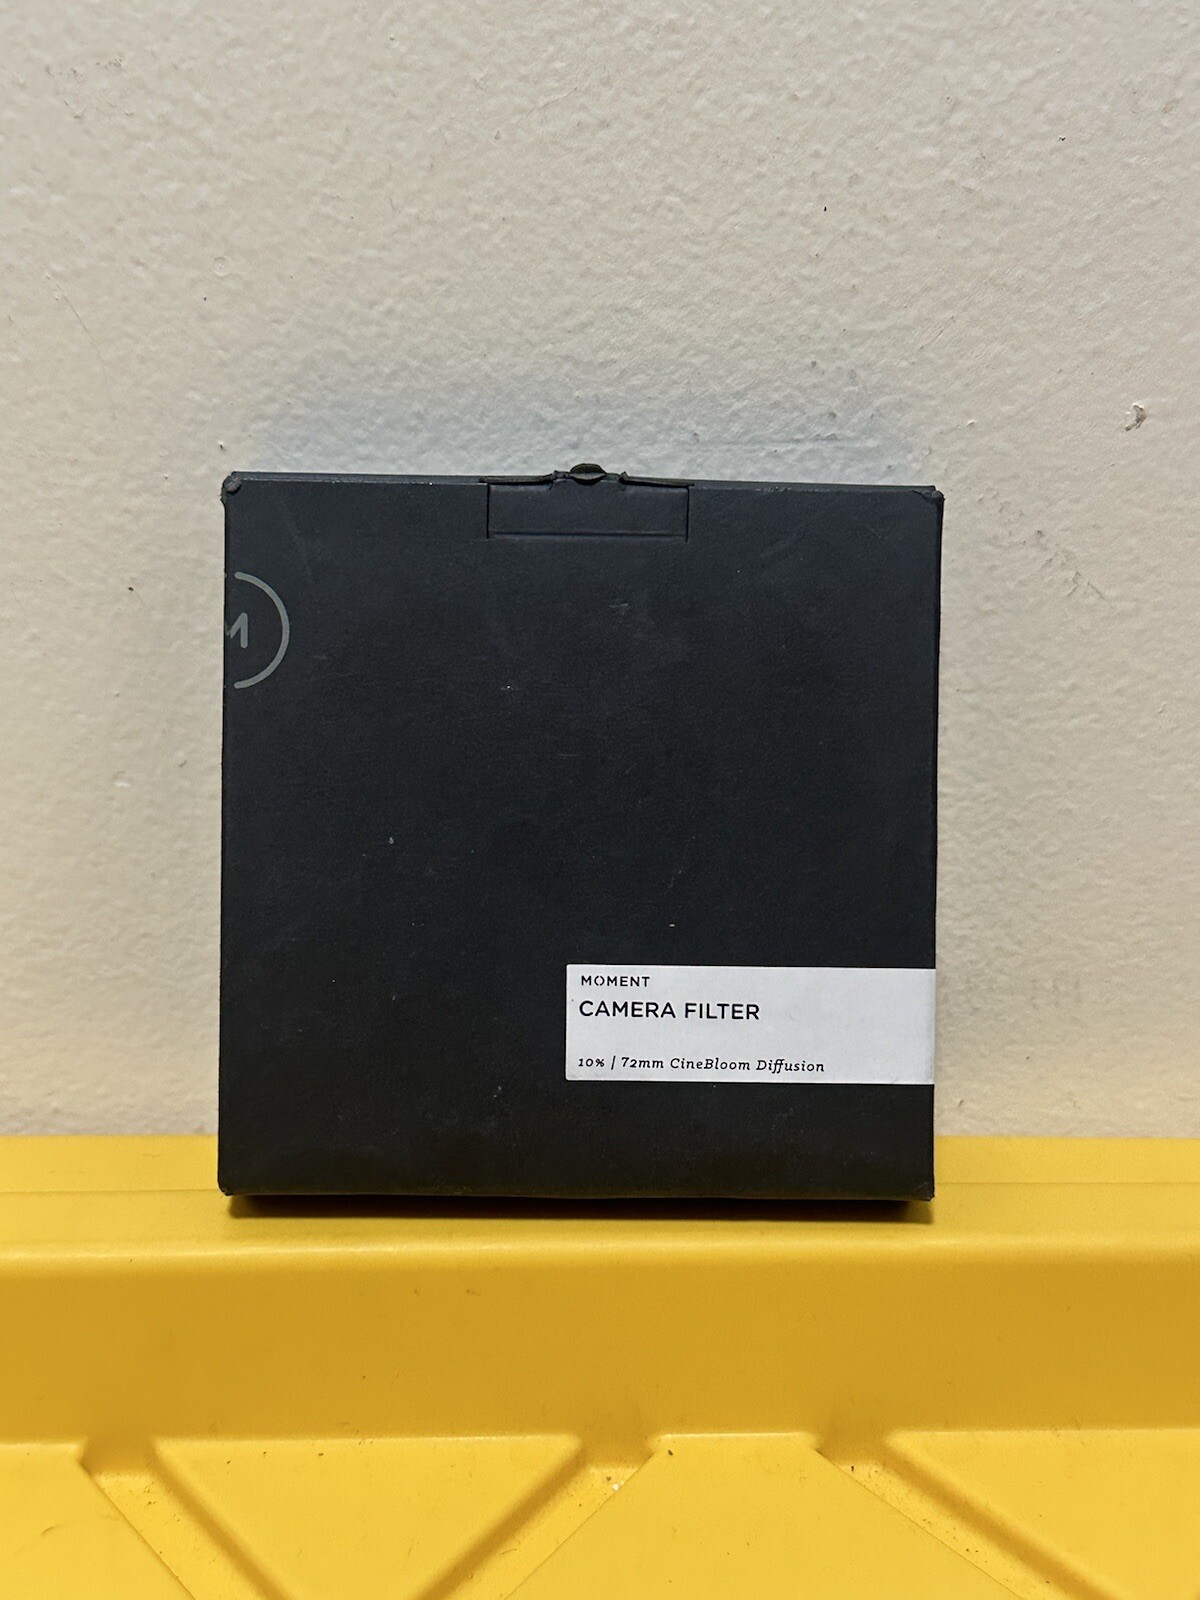 M
MOMENT
CAMERA FILTER
10% | 72mm CineBloom Diffusion